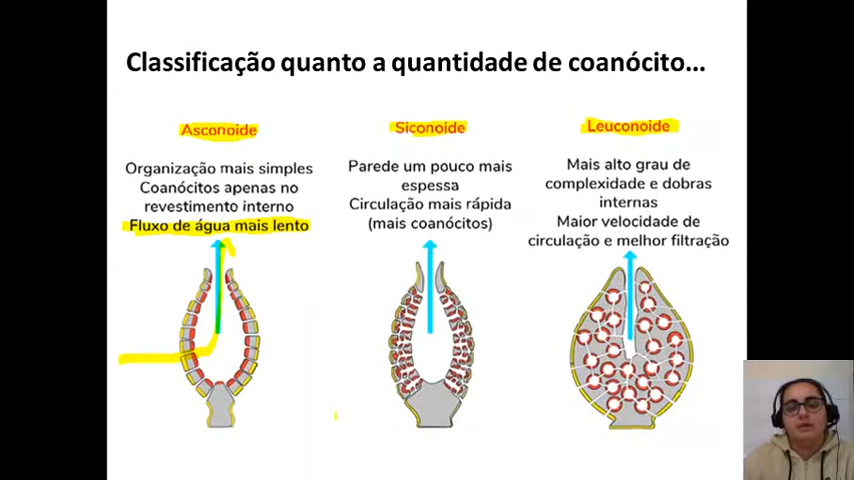 Classificação quanto a quantidade de coanócito...
Asconoide
Organização mais simples
Coanócitos apenas no
revestimento interno
Fluxo de água mais lento
Siconoide
Parede um pouco mais
espessa
Circulação mais rápida
(mais coanócitos)
Leuconoide
Mais alto grau de
complexidade e dobras
internas
Maior velocidade de
circulação e melhor filtração